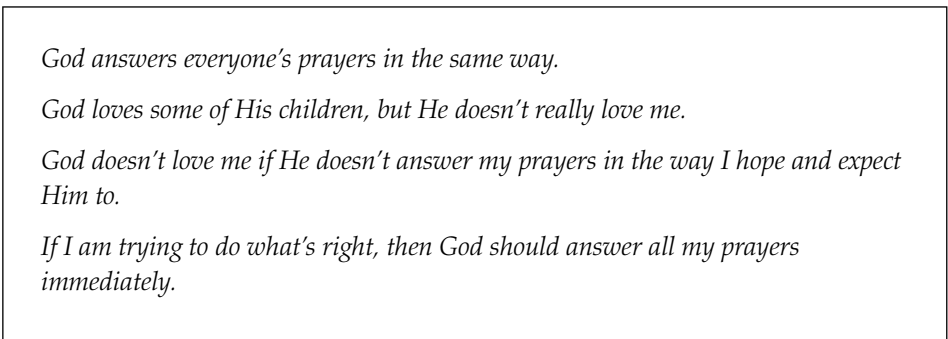 God answers everyone’s prayers in the same way.
God loves some of His children, but He doesn’t really love me.
God doesn’t love me if He doesn’t answer my prayers in the way I hope and expect
Him to.
If I am trying to do what’s right, then God should answer all my prayers
immediately.